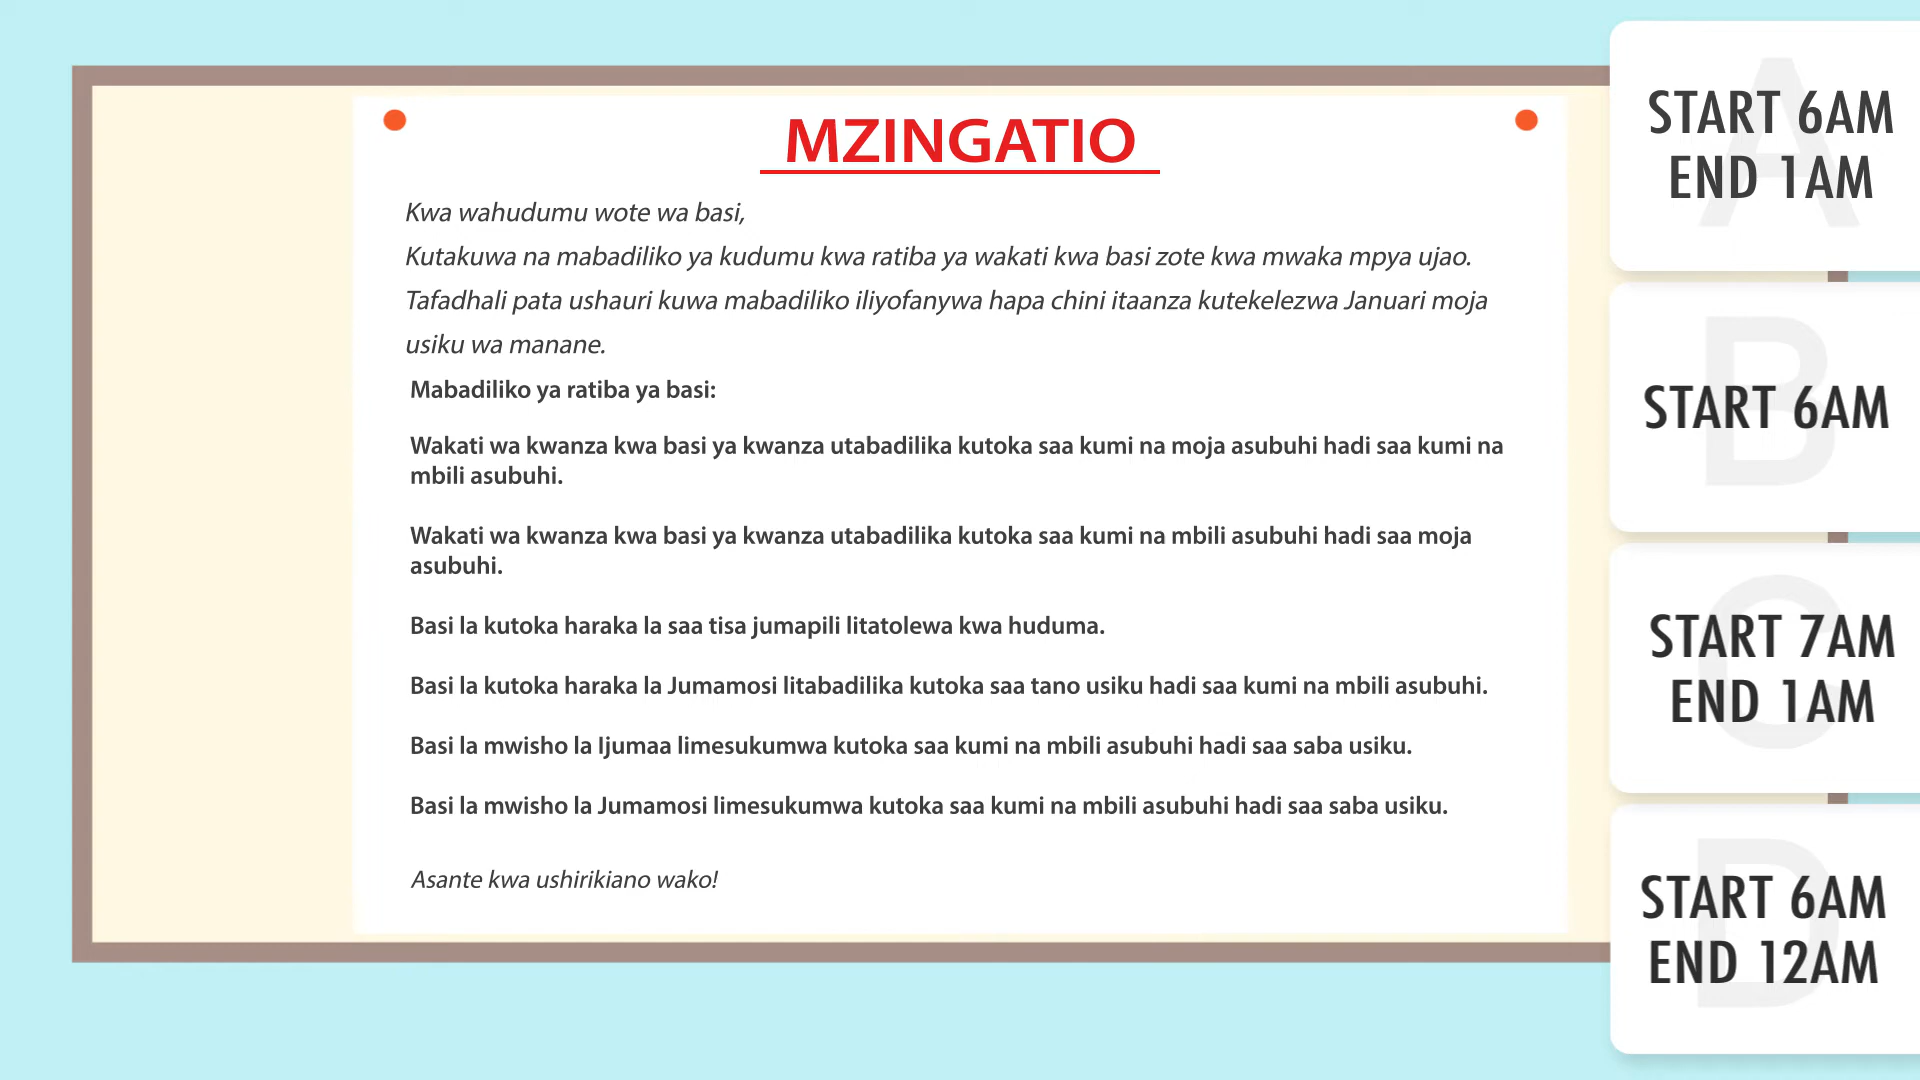 MZINGATIO
Kwa wahudumu wote wa basi,
Kutakuwa na mabadiliko ya kudumu kwa ratiba ya wakati kwa basi zote kwa mwaka mpya ujao.
Tafadhali pata ushauri kuwa mabadiliko iliyofanywa hapa chini itaanza kutekelezwa Januari moja
usiku wa manane.
Mabadiliko ya ratiba ya basi:
Wakati wa kwanza kwa basi ya kwanza utabadilika kutoka saa kumi na moja asubuhi hadi saa kumi na
mbili asubuhi.
Wakati wa kwanza kwa basi ya kwanza utabadilika kutoka saa kumi na mbili asubuhi hadi saa moja
asubuhi.
Basi la kutoka haraka la saa tisa jumapili litatolewa kwa huduma.
Basi la kutoka haraka la Jumamosi litabadilika kutoka saa tano usiku hadi saa kumi na mbili asubuhi.
Basi la mwisho la Ijumaa limesukumwa kutoka saa kumi na mbili asubuhi hadi saa saba usiku.
Basi la mwisho la Jumamosi limesukumwa kutoka saa kumi na mbili asubuhi hadi saa saba usiku.
Asante kwa ushirikiano wako!
A
START 6AM
END 1AM
B
START 6AM
C
START 7AM
END 1AM
D
START 6AM
END 12AM